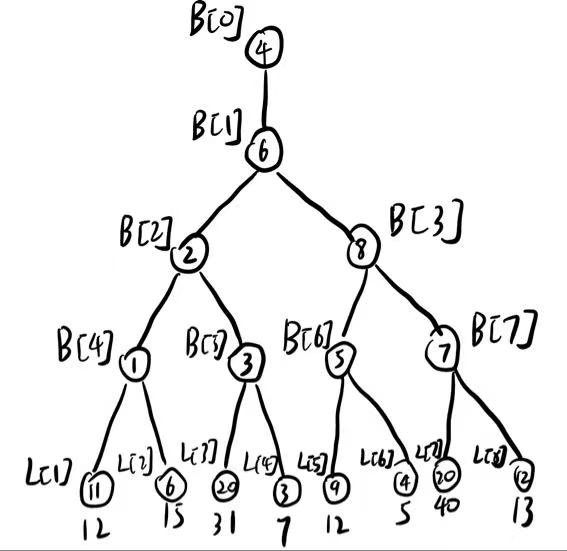 B[0]
4
B[1]
6
B[2] 2 8 B[3]
B[4] 1 B[5] 3 B[6] 5 7 B[7]
L[1] L[2] L[3] L[4] L[5] L[6] L[7] L[8]
11 6 20 3 9 4 20 12
12 15 31 7 12 5 40 13